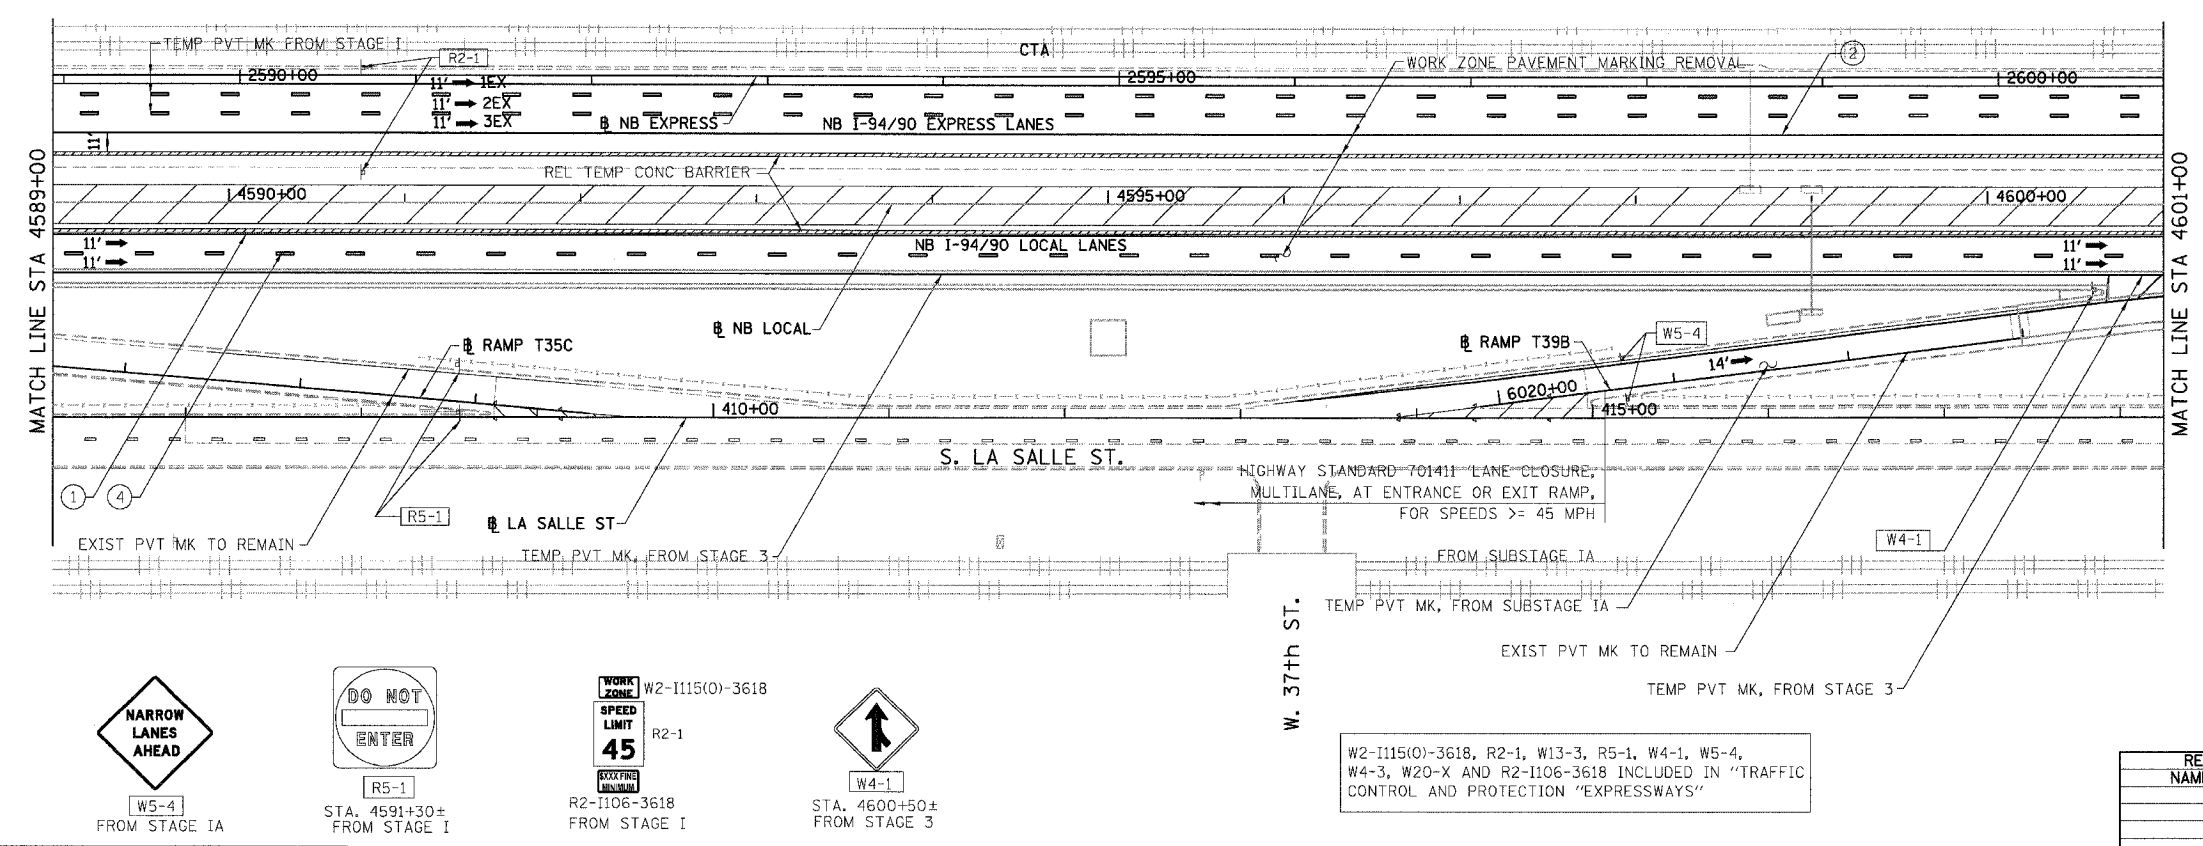 TEMP PVT MK FROM STAGE I
R2-1
CTA
WORK ZONE PAVEMENT MARKING REMOVAL
2
2590+00
2595+00
2600+00
11' 1EX
11' 2EX
11' 3EX
NB EXPRESS
NB I-94/90 EXPRESS LANES
11'
REL TEMP CONC BARRIER
MATCH LINE STA 4589+00
MATCH LINE STA 4601+00
4590+00
4595+00
4600+00
11'
11'
NB I-94/90 LOCAL LANES
11'
11'
NB LOCAL
RAMP T35C
RAMP T39B
W5-4
14'
6020+00
410+00
415+00
S. LA SALLE ST.
1
4
R5-1
LA SALLE ST
HIGHWAY STANDARD 701411 LANE CLOSURE,
MULTILANE, AT ENTRANCE OR EXIT RAMP,
FOR SPEEDS >= 45 MPH
W4-1
EXIST PVT MK TO REMAIN
TEMP PVT MK, FROM STAGE 3
FROM SUBSTAGE IA
TEMP PVT MK, FROM SUBSTAGE IA
W. 37th ST.
EXIST PVT MK TO REMAIN
TEMP PVT MK, FROM STAGE 3
NARROW
LANES
AHEAD
W5-4
FROM STAGE IA
DO NOT
ENTER
R5-1
STA. 4591+30±
FROM STAGE I
WORK
ZONE
W2-I115(O)-3618
SPEED
LIMIT
45
R2-1
$XXX FINE
MINIMUM
R2-I106-3618
FROM STAGE I
W4-1
STA. 4600+50±
FROM STAGE 3
W2-I115(O)-3618, R2-1, W13-3, R5-1, W4-1, W5-4,
W4-3, W20-X AND R2-I106-3618 INCLUDED IN "TRAFFIC
CONTROL AND PROTECTION "EXPRESSWAYS"
RE
NAM